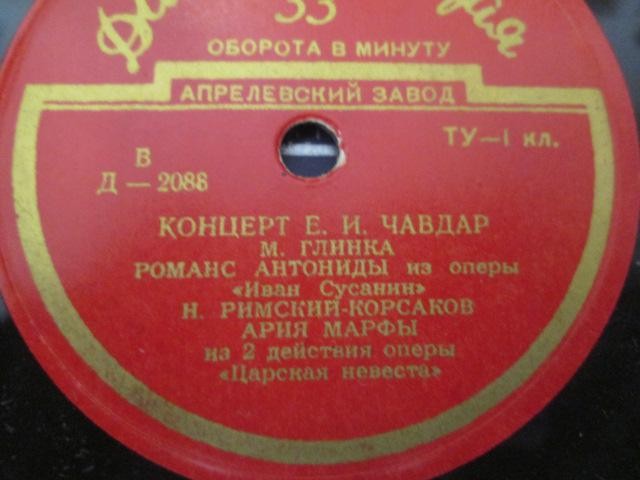 33
ОБОРОТА В МИНУТУ
АПРЕЛЕВСКИЙ ЗАВОД
ТУ—1 кл.
В
Д — 2088
КОНЦЕРТ Е. И. ЧАВДАР
М. ГЛИНКА
РОМАНС АНТОНИДЫ из оперы
«Иван Сусанин»
Н. РИМСКИЙ-КОРСАКОВ
АРИЯ МАРФЫ
из 2 действия оперы
«Царская невеста»